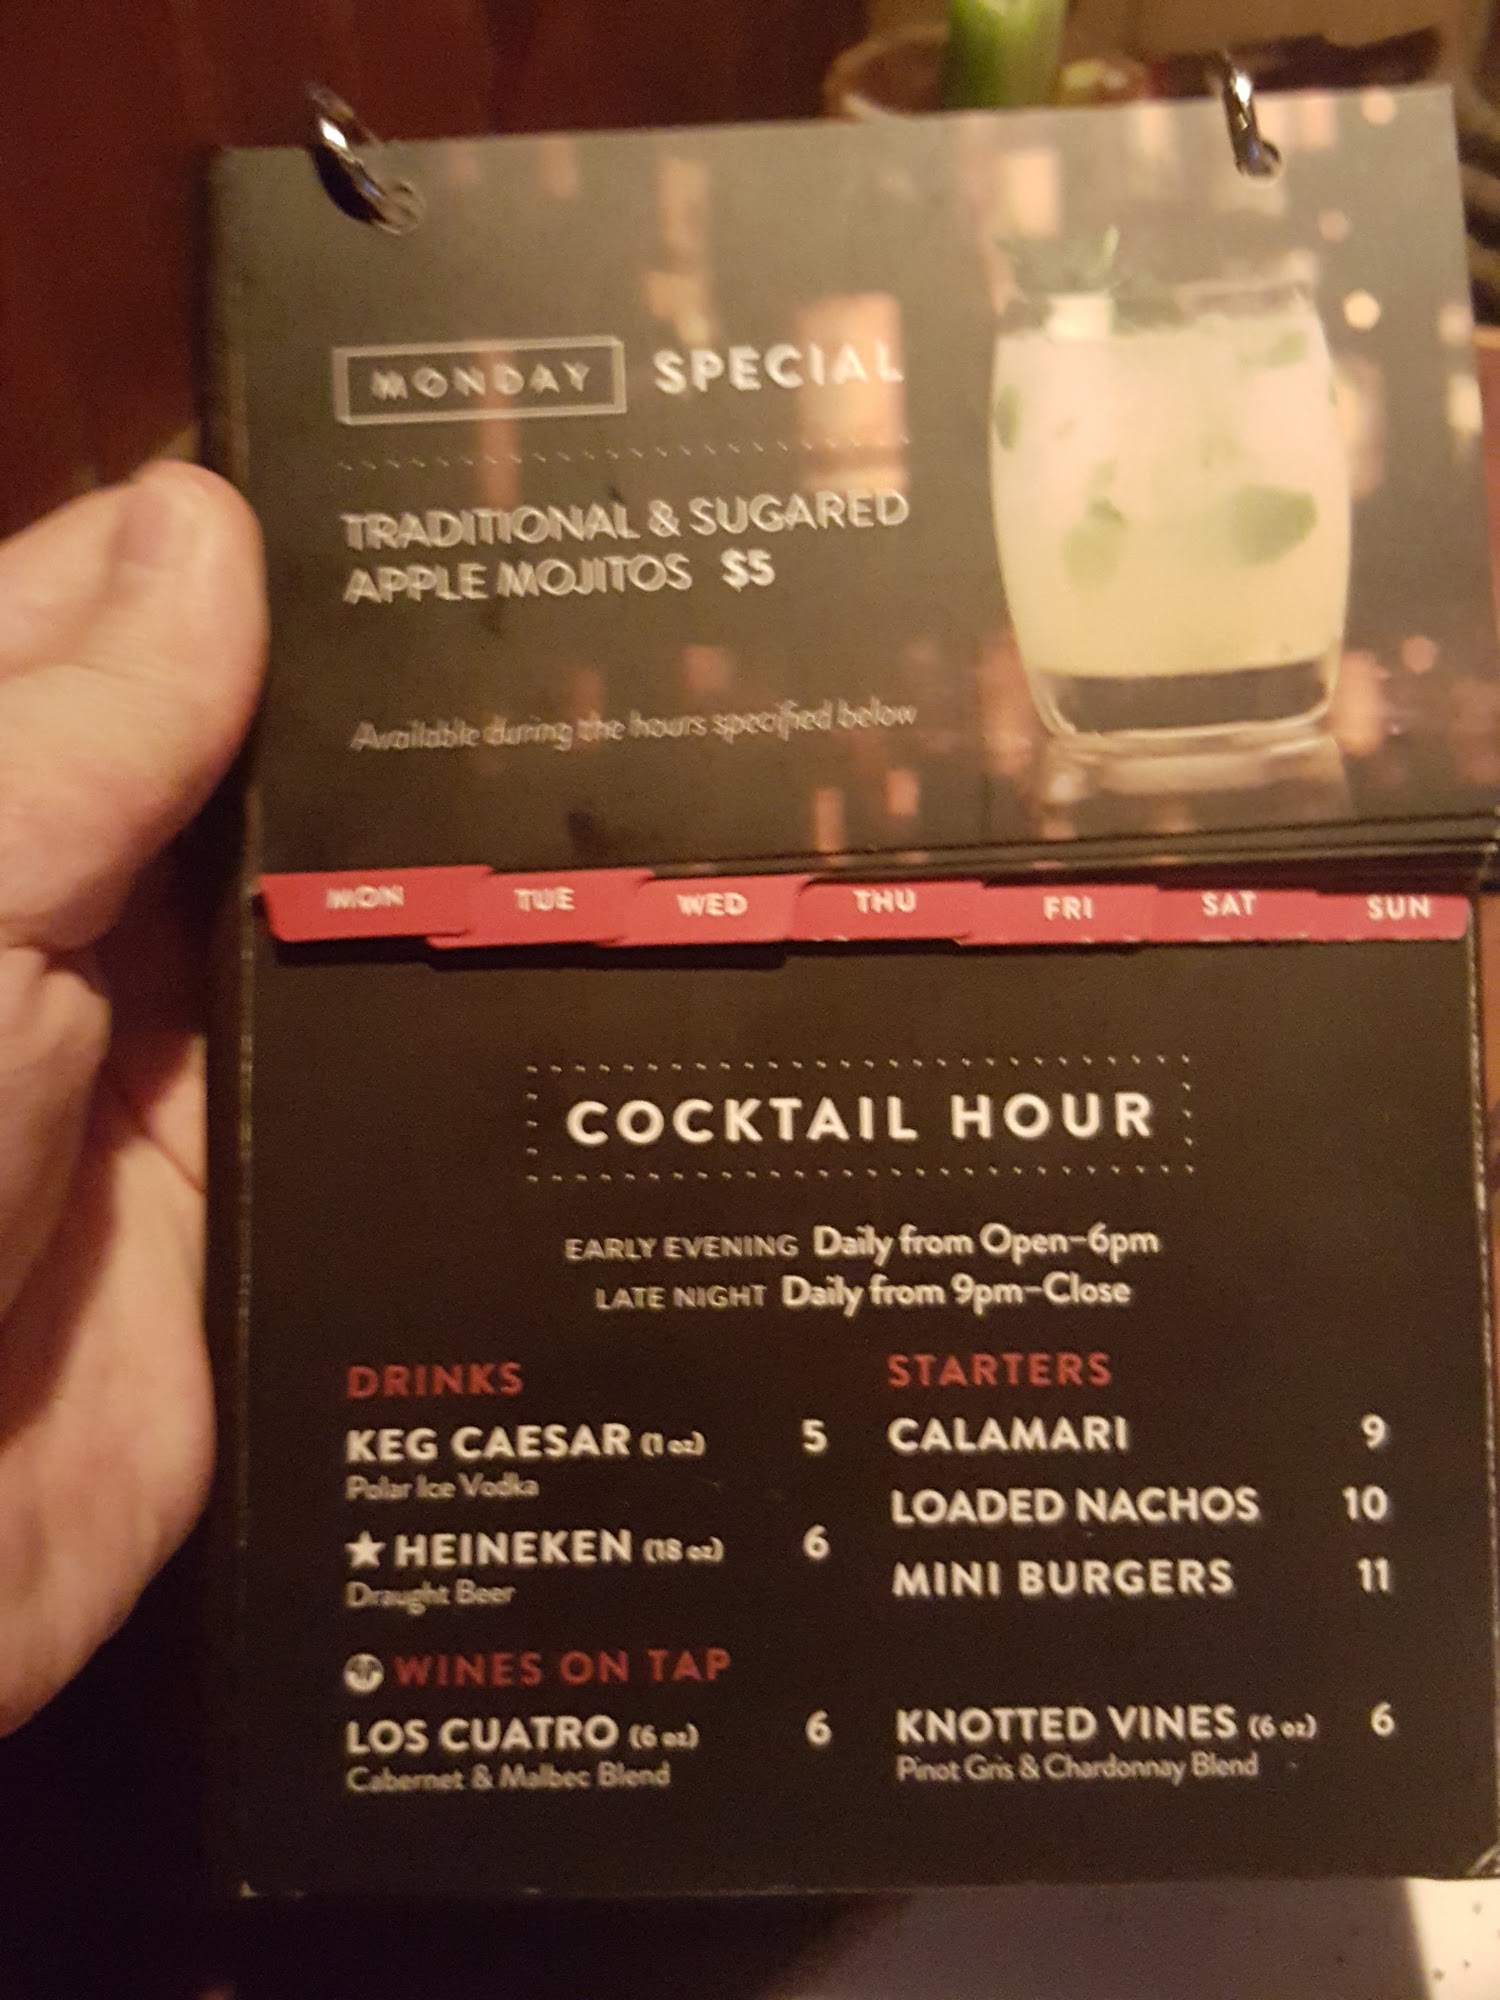 MONDAY SPECIAL
TRADITIONAL & SUGARED
APPLE MOJITOS $5
Available during the hours specified below
MON TUE WED THU FRI SAT SUN
COCKTAIL HOUR
EARLY EVENING Daily from Open–6pm
LATE NIGHT Daily from 9pm–Close
DRINKS
KEG CAESAR (1 oz) 5
Polar Ice Vodka
★ HEINEKEN (18 oz) 6
Draught Beer
STARTERS
CALAMARI 9
LOADED NACHOS 10
MINI BURGERS 11
WINES ON TAP
LOS CUATRO (6 oz) 6
Cabernet & Malbec Blend
KNOTTED VINES (6 oz) 6
Pinot Gris & Chardonnay Blend